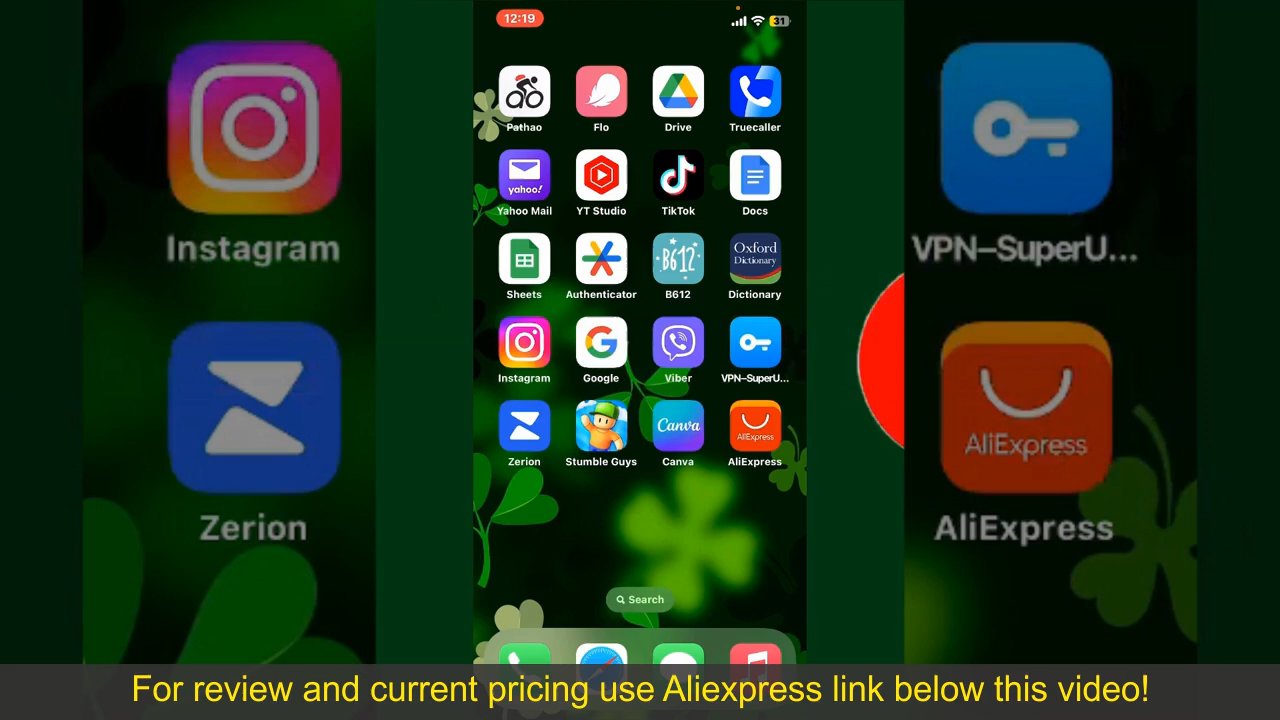 12:19
31
Pathao Flo Drive Truecaller
yahoo!
Yahoo Mail YT Studio TikTok Docs
B612 Oxford
Dictionary
Sheets Authenticator B612 Dictionary
Instagram Google Viber VPN–SuperU...
Canva AliExpress
Zerion Stumble Guys Canva AliExpress
Search
Instagram
Zerion
VPN–SuperU...
AliExpress
AliExpress
For review and current pricing use Aliexpress link below this video!